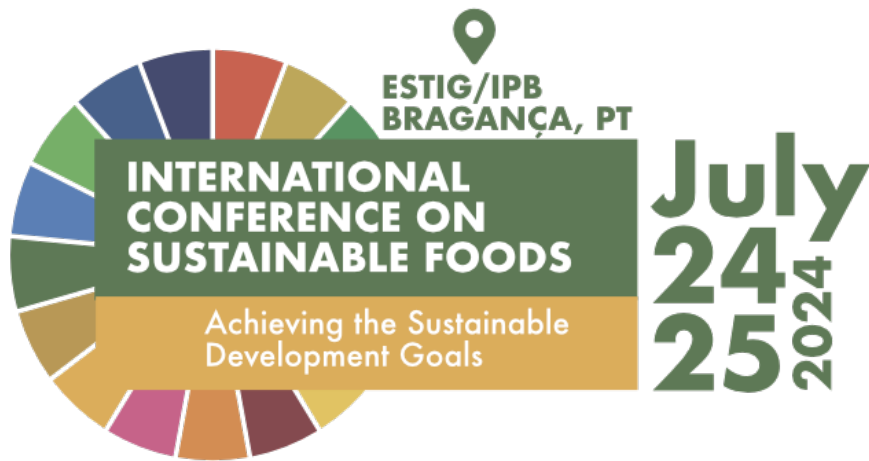 ESTIG/IPB
BRAGANÇA, PT
INTERNATIONAL
CONFERENCE ON
SUSTAINABLE FOODS
Achieving the Sustainable
Development Goals
July
24
25
2024